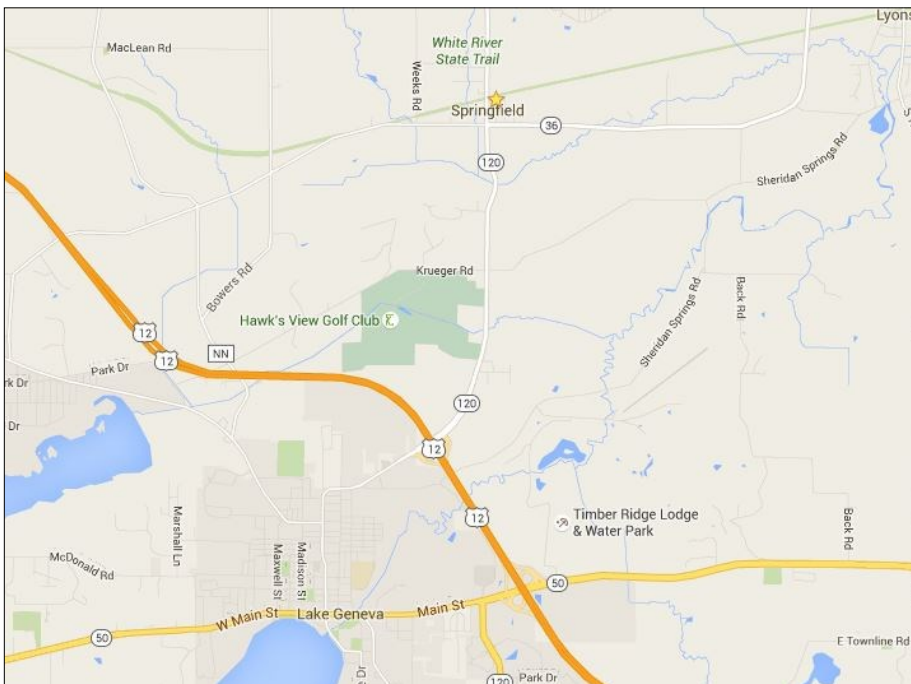 Lyons
MacLean Rd
White River
State Trail
Weeks Rd
Springfield
36
120
Sheridan Springs Rd
Krueger Rd
Bowers Rd
Back Rd
Sheridan Springs Rd
Hawk's View Golf Club
12
NN
12
Park Dr
rk Dr
120
Dr
12
12
Timber Ridge Lodge
& Water Park
Marshall Ln
Back Rd
Maxwell St
Madison St
McDonald Rd
50
W Main St
Lake Geneva
Main St
50
E Townline Rd
Park Dr
120